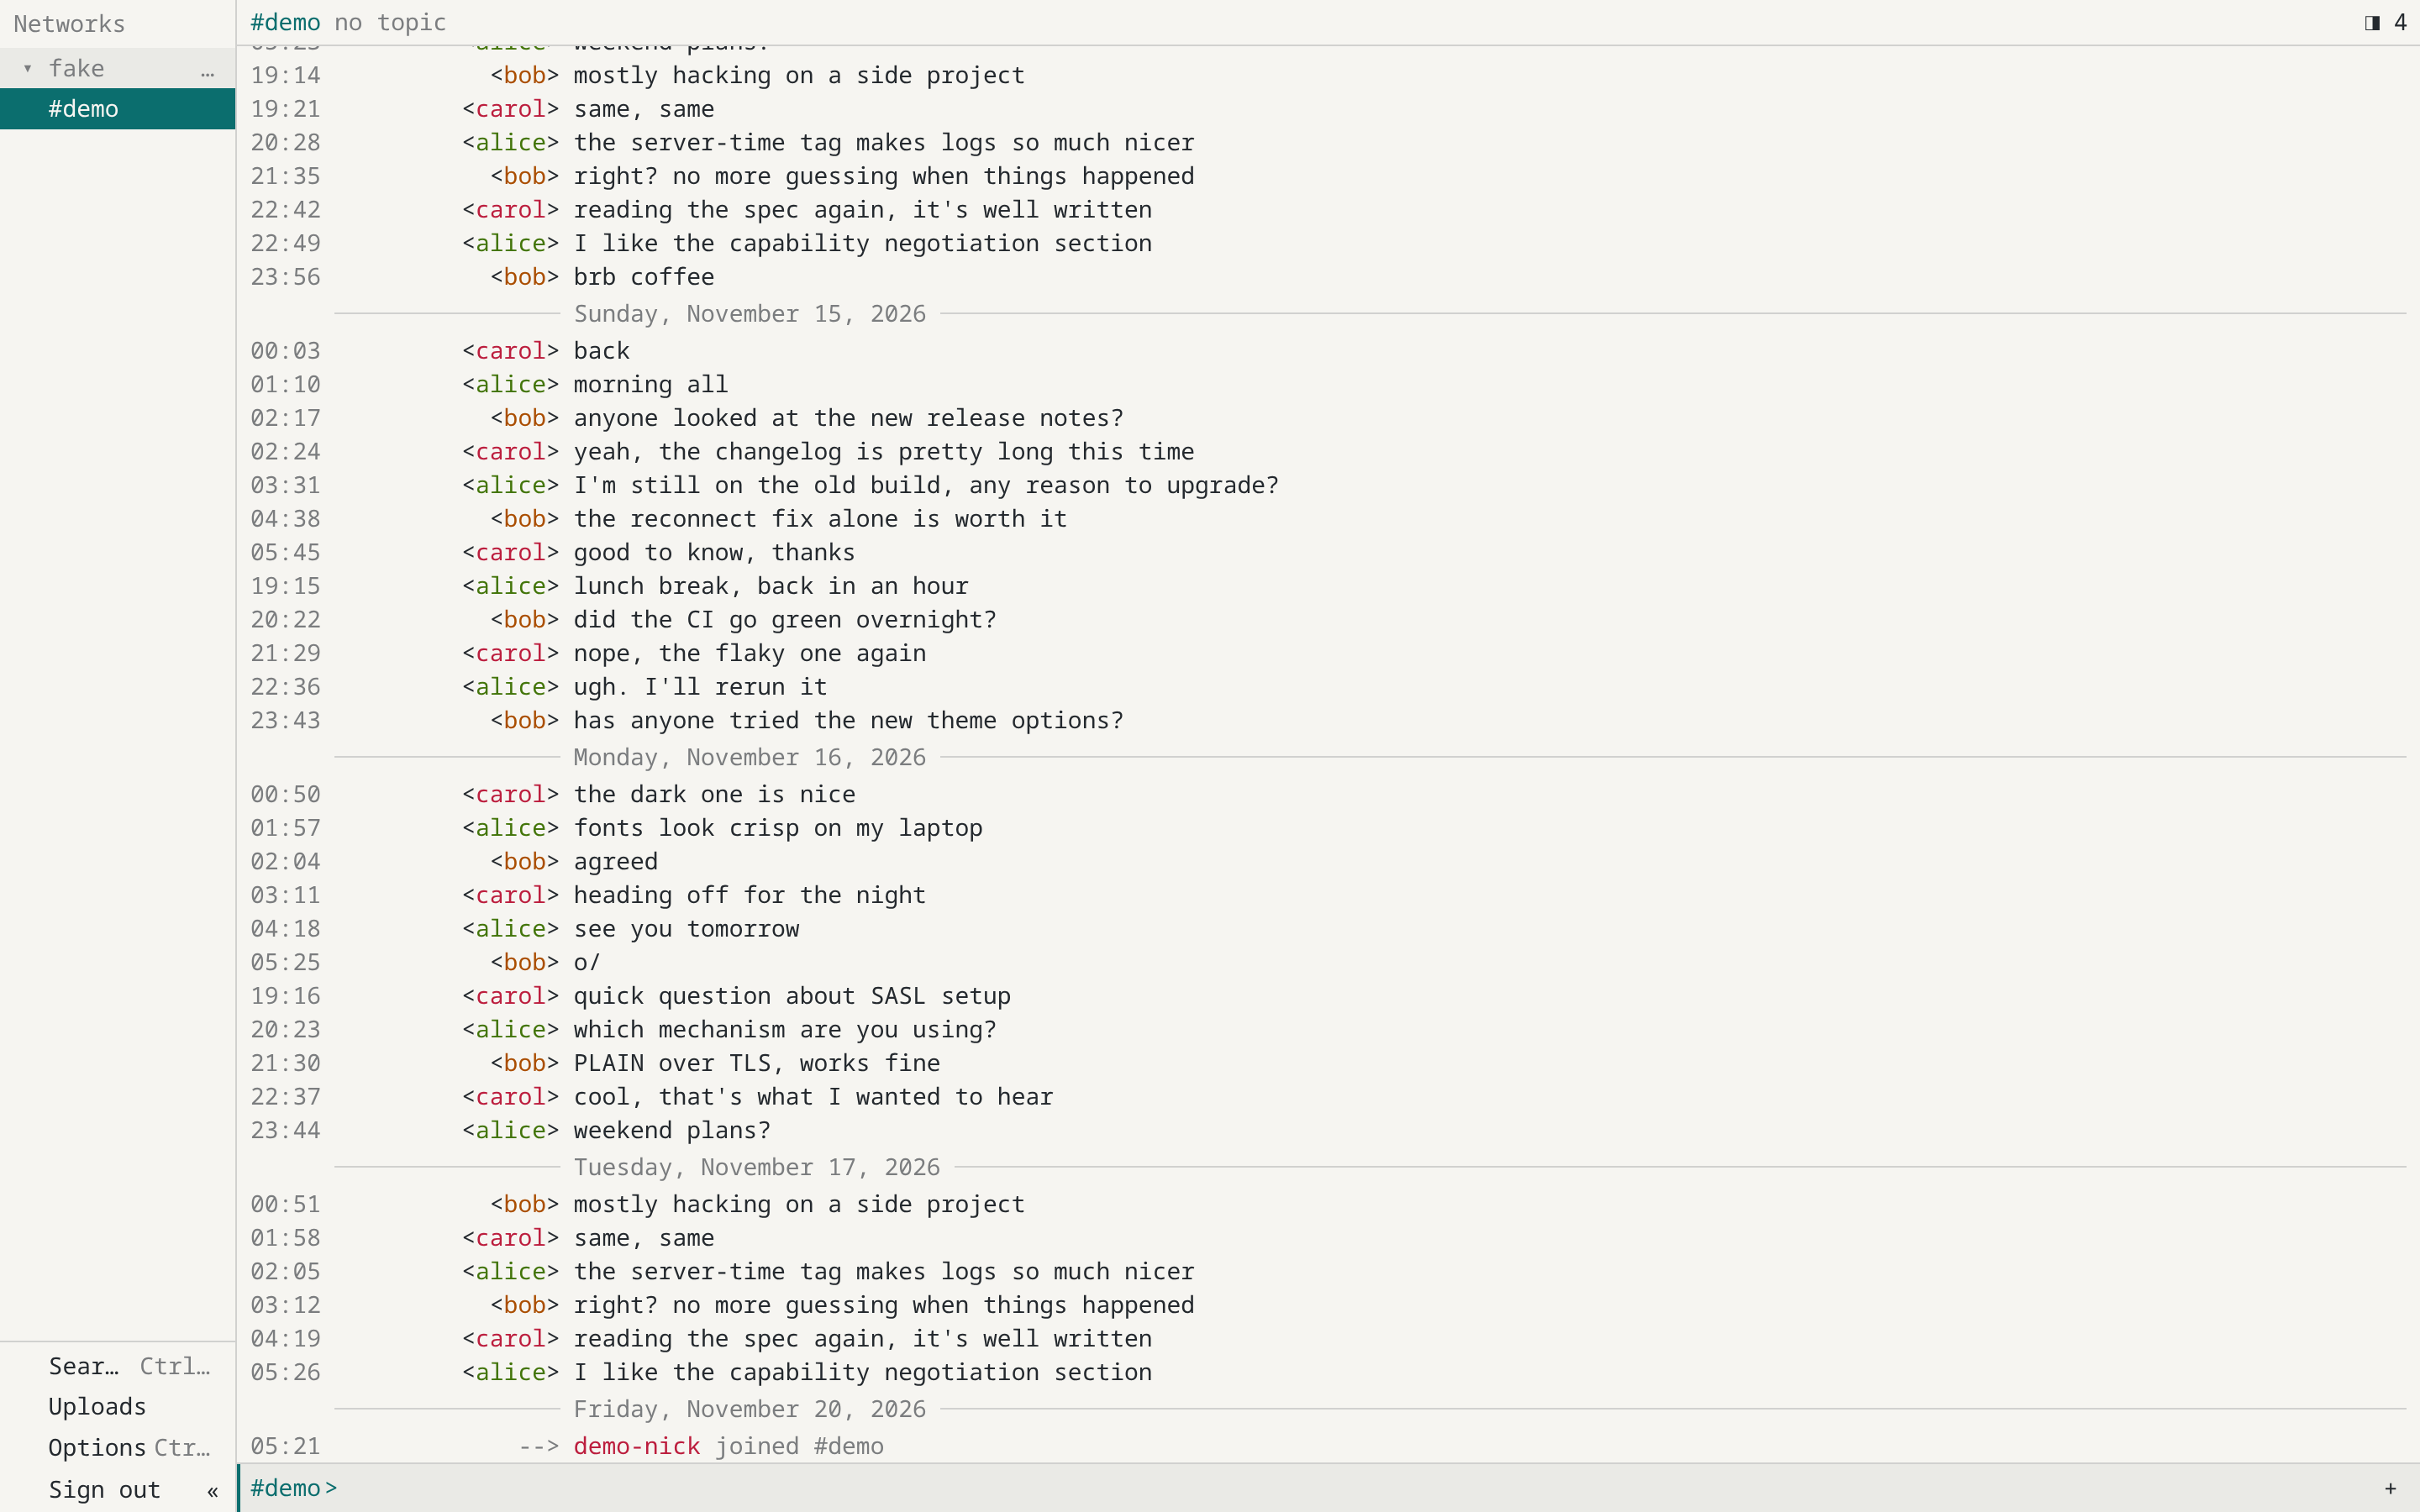 Networks
▾ fake …
#demo
#demo no topic
◨ 4
19:14 <bob> mostly hacking on a side project
19:21 <carol> same, same
20:28 <alice> the server-time tag makes logs so much nicer
21:35 <bob> right? no more guessing when things happened
22:42 <carol> reading the spec again, it's well written
22:49 <alice> I like the capability negotiation section
23:56 <bob> brb coffee
Sunday, November 15, 2026
00:03 <carol> back
01:10 <alice> morning all
02:17 <bob> anyone looked at the new release notes?
02:24 <carol> yeah, the changelog is pretty long this time
03:31 <alice> I'm still on the old build, any reason to upgrade?
04:38 <bob> the reconnect fix alone is worth it
05:45 <carol> good to know, thanks
19:15 <alice> lunch break, back in an hour
20:22 <bob> did the CI go green overnight?
21:29 <carol> nope, the flaky one again
22:36 <alice> ugh. I'll rerun it
23:43 <bob> has anyone tried the new theme options?
Monday, November 16, 2026
00:50 <carol> the dark one is nice
01:57 <alice> fonts look crisp on my laptop
02:04 <bob> agreed
03:11 <carol> heading off for the night
04:18 <alice> see you tomorrow
05:25 <bob> o/
19:16 <carol> quick question about SASL setup
20:23 <alice> which mechanism are you using?
21:30 <bob> PLAIN over TLS, works fine
22:37 <carol> cool, that's what I wanted to hear
23:44 <alice> weekend plans?
Tuesday, November 17, 2026
00:51 <bob> mostly hacking on a side project
01:58 <carol> same, same
02:05 <alice> the server-time tag makes logs so much nicer
03:12 <bob> right? no more guessing when things happened
04:19 <carol> reading the spec again, it's well written
05:26 <alice> I like the capability negotiation section
Friday, November 20, 2026
05:21 --> demo-nick joined #demo
Sear… Ctrl…
Uploads
Options Ctr…
Sign out «
#demo> +